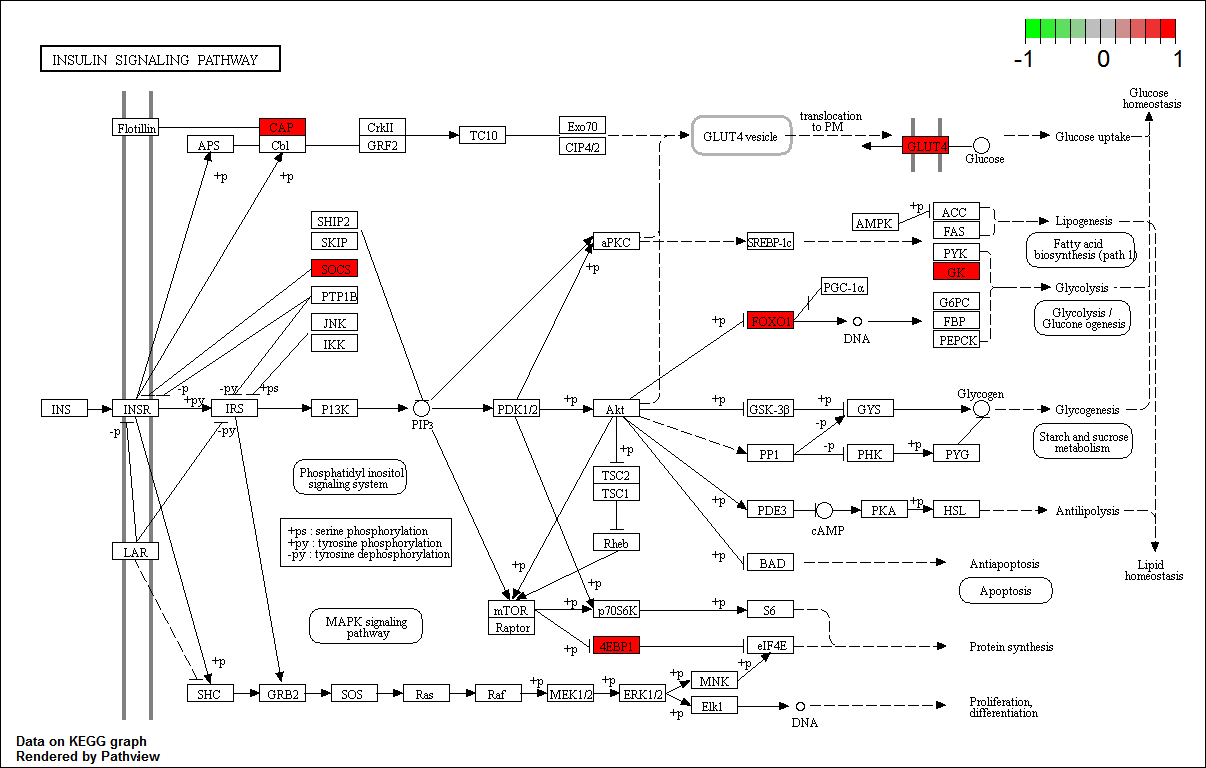 -1 0 1
INSULIN SIGNALING PATHWAY
Glucose
homeostasis
Flotillin
CAP
CrkII
Exo70
translocation
to PM
APS
Cbl
GRF2
TC10
CIP4/2
GLUT4 vesicle
GLUT4
Glucose
Glucose uptake
+p
+p
SHIP2
SKIP
SOCS
PTP1B
JNK
IKK
aPKC
+p
SREBP-1c
AMPK
+p
ACC
FAS
Lipogenesis
Fatty acid
biosynthesis (path 1)
PYK
GK
PGC-1α
Glycolysis
G6PC
FBP
PEPCK
Glycolysis /
Glucone ogenesis
+p
FOXO1
DNA
-p
+py
-py
+ps
INS
INSR
IRS
P13K
PIP3
PDK1/2
+p
Akt
+p
GSK-3β
+p
GYS
Glycogen
Glycogenesis
-p
-py
+p
-p
-p
PP1
PHK
+p
PYG
Starch and sucrose
metabolism
Phosphatidyl inositol
signaling system
TSC2
TSC1
+p
PDE3
cAMP
PKA
+p
HSL
Antilipolysis
+ps : serine phosphorylation
+py : tyrosine phosphorylation
-py : tyrosine dephosphorylation
LAR
Rheb
+p
BAD
Antiapoptosis
Apoptosis
Lipid
homeostasis
+p
+p
mTOR
Raptor
+p
p70S6K
+p
S6
MAPK signaling
pathway
+p
4EBP1
eIF4E
Protein synthesis
+p
+p
SHC
GRB2
SOS
Ras
Raf
+p
MEK1/2
+p
ERK1/2
+p
MNK
+p
Elk1
DNA
Proliferation,
differentiation
Data on KEGG graph
Rendered by Pathview